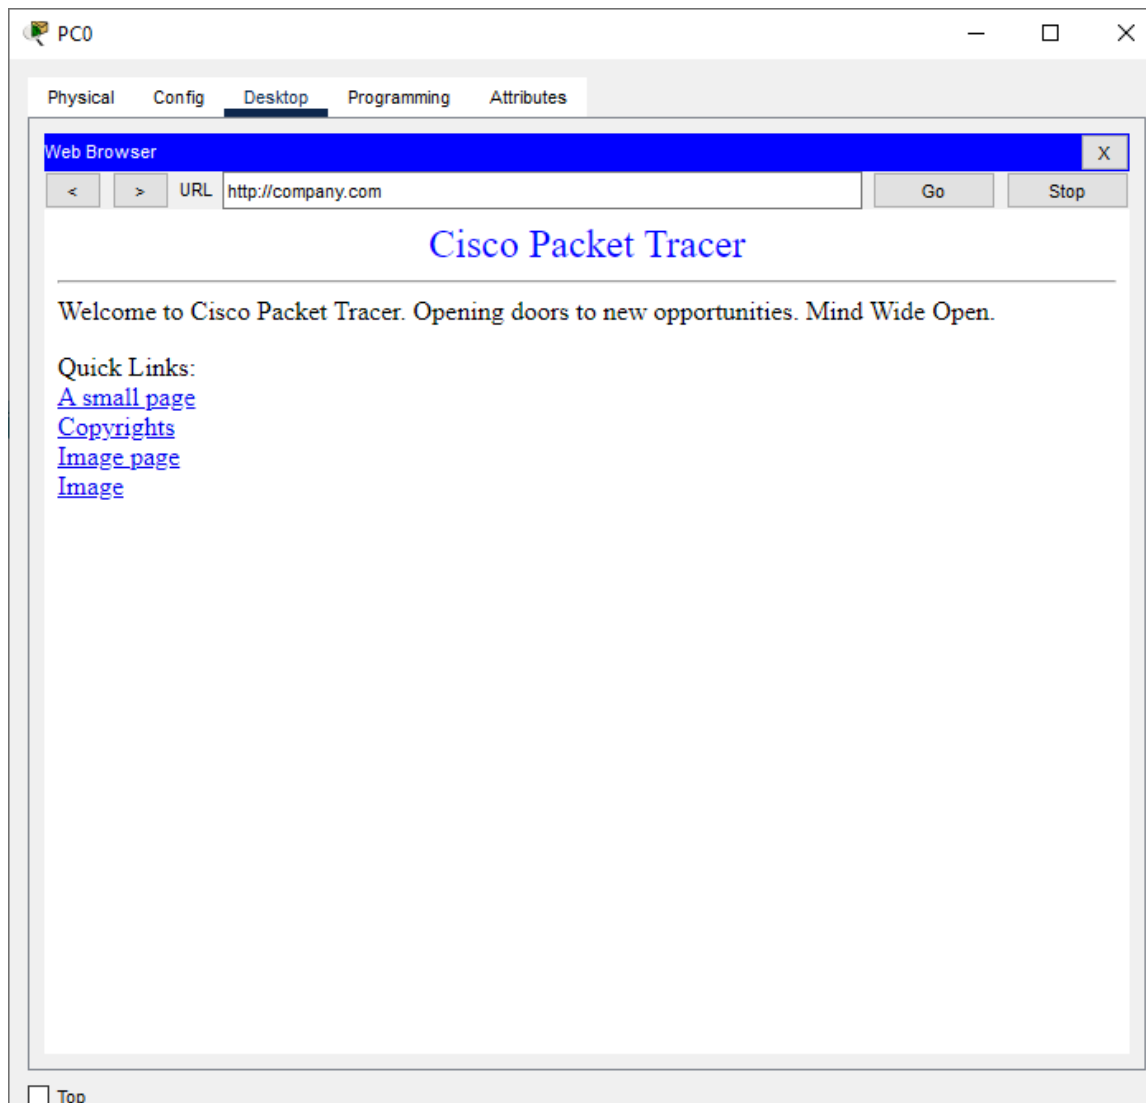 PC0
Physical Config Desktop Programming Attributes
Web Browser X
< > URL http://company.com Go Stop
Cisco Packet Tracer
Welcome to Cisco Packet Tracer. Opening doors to new opportunities. Mind Wide Open.
Quick Links:
A small page
Copyrights
Image page
Image
Top